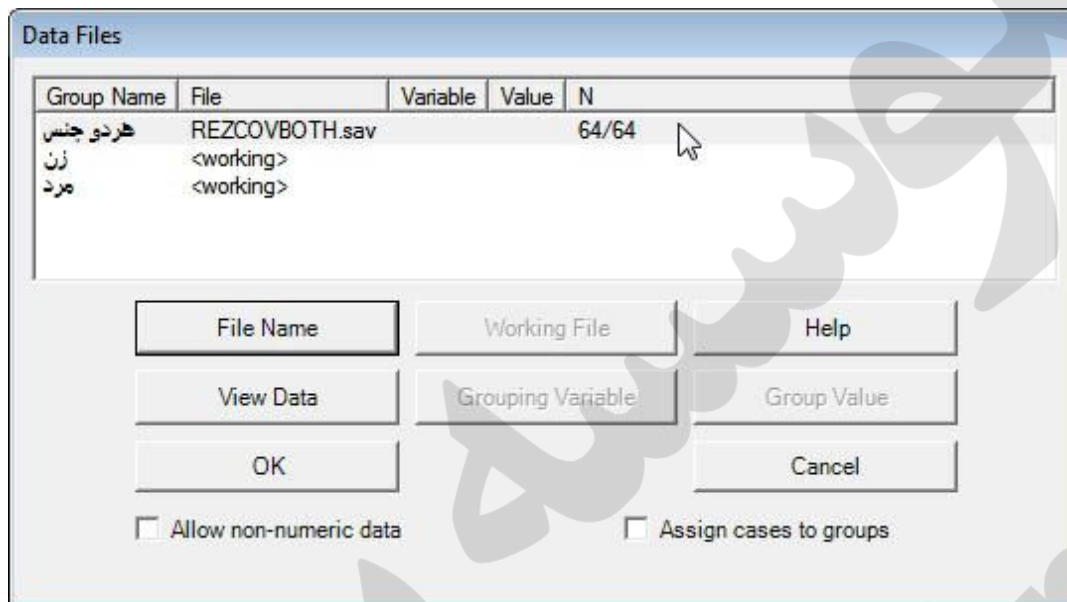 Data Files
Group Name File Variable Value N
هردو جنس REZCOVBOTH.sav 64/64
زن <working>
مرد <working>
File Name Working File Help
View Data Grouping Variable Group Value
OK Cancel
Allow non-numeric data Assign cases to groups